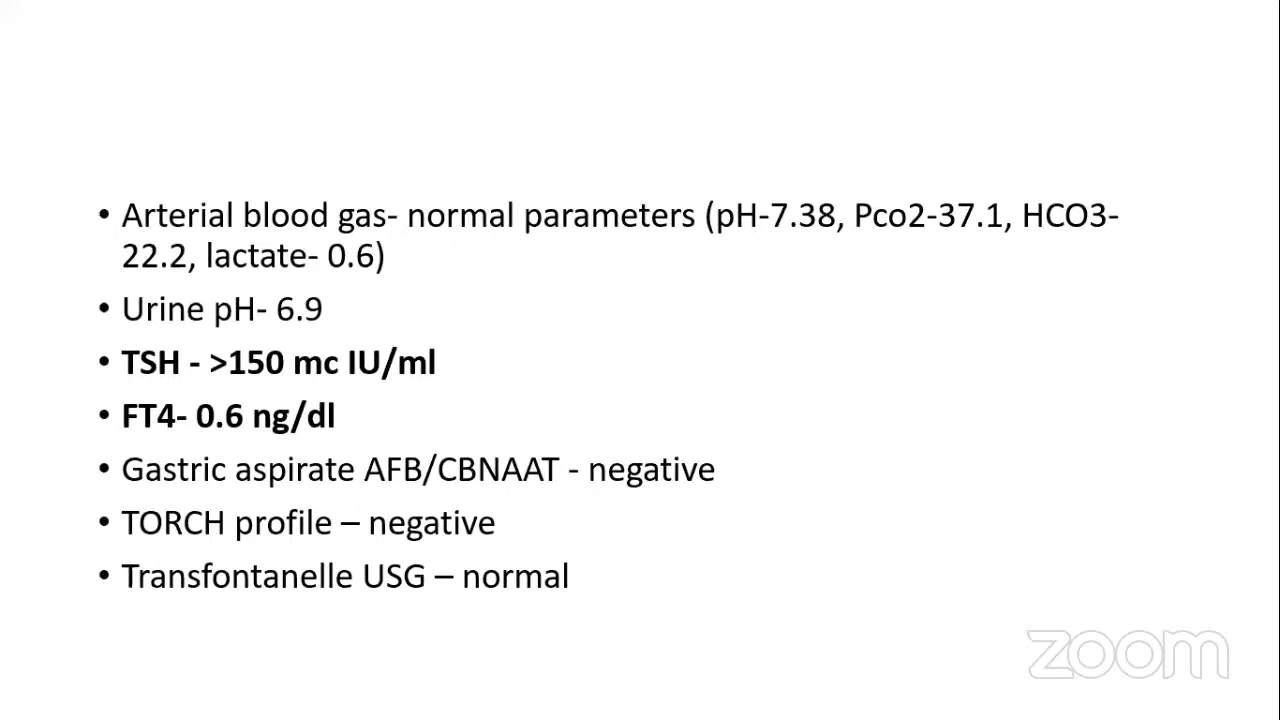 • Arterial blood gas- normal parameters (pH-7.38, Pco2-37.1, HCO3-
22.2, lactate- 0.6)
• Urine pH- 6.9
• TSH - >150 mc IU/ml
• FT4- 0.6 ng/dl
• Gastric aspirate AFB/CBNAAT - negative
• TORCH profile – negative
• Transfontanelle USG – normal
zoom